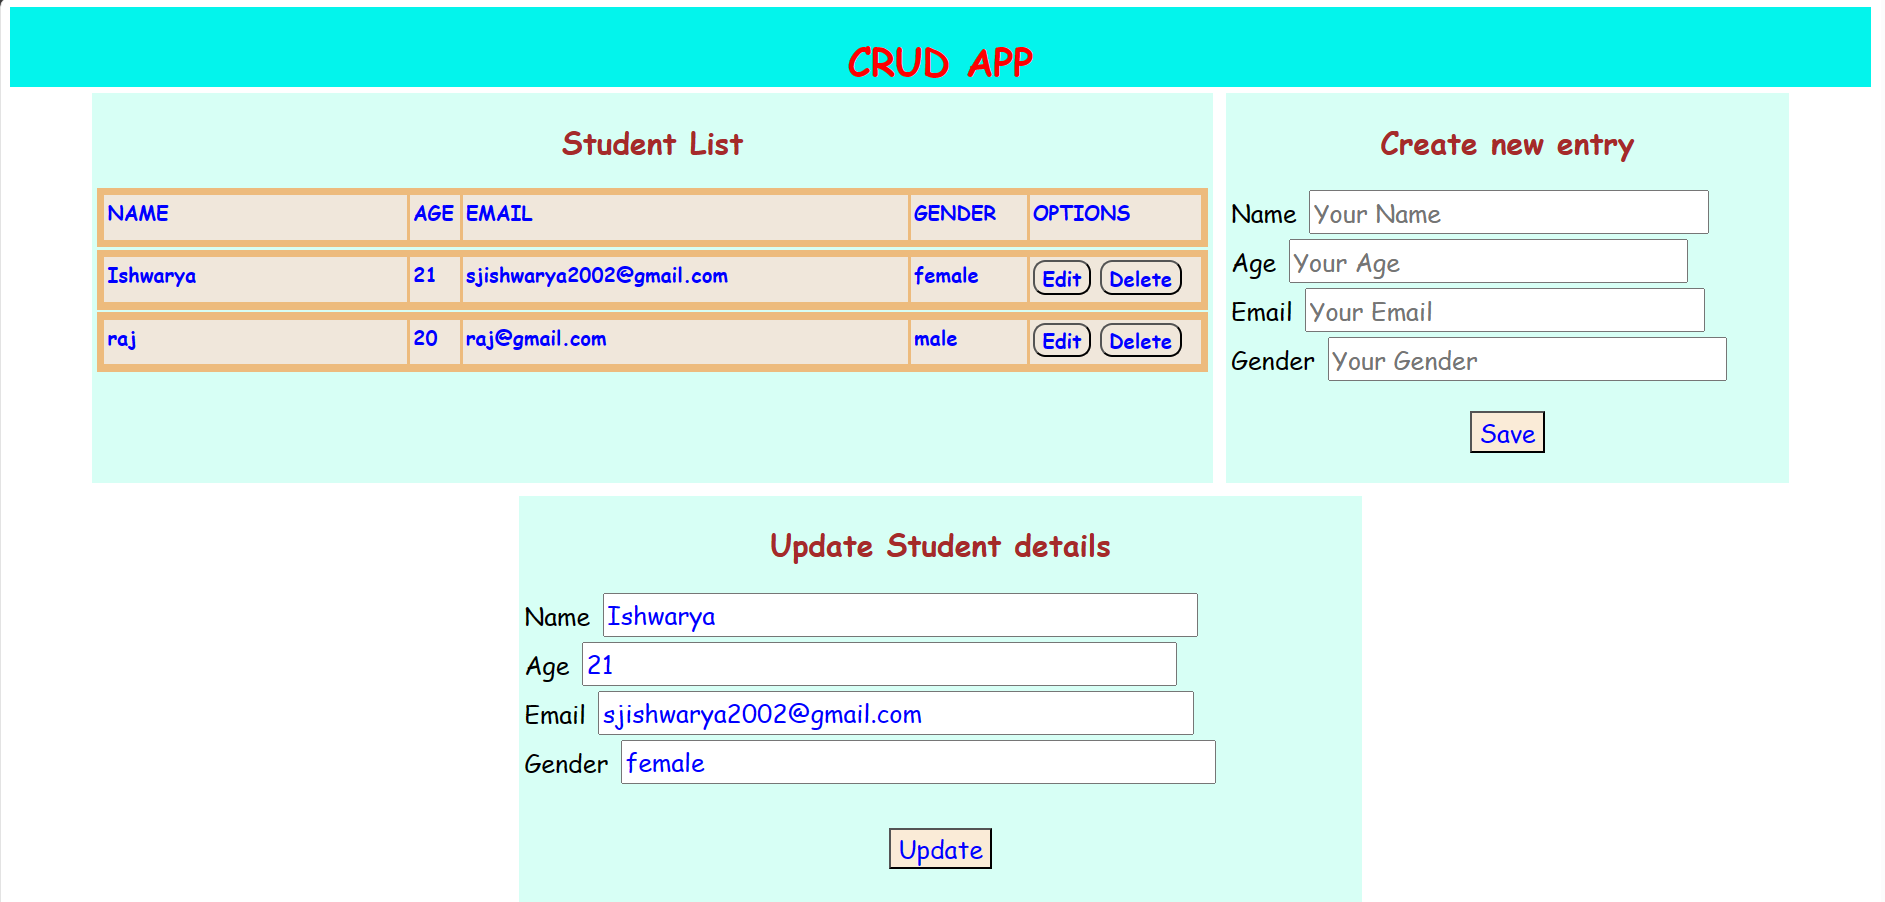 CRUD APP
Student List
NAME AGE EMAIL GENDER OPTIONS
Ishwarya 21 sjishwarya2002@gmail.com female Edit Delete
raj 20 raj@gmail.com male Edit Delete
Create new entry
Name Your Name
Age Your Age
Email Your Email
Gender Your Gender
Save
Update Student details
Name Ishwarya
Age 21
Email sjishwarya2002@gmail.com
Gender female
Update